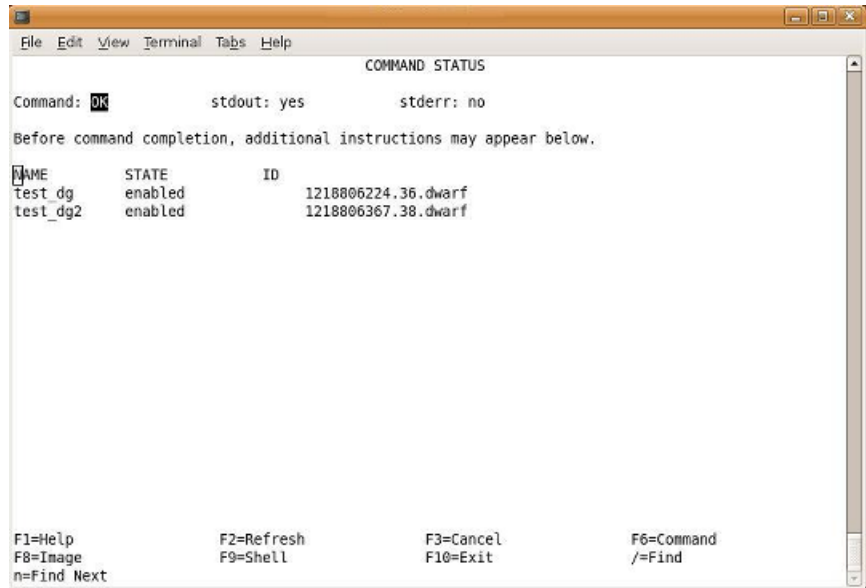 File Edit View Terminal Tabs Help
COMMAND STATUS
Command: OK stdout: yes stderr: no
Before command completion, additional instructions may appear below.
NAME STATE ID
test_dg enabled 1218806224.36.dwarf
test_dg2 enabled 1218806367.38.dwarf
F1=Help F2=Refresh F3=Cancel F6=Command
F8=Image F9=Shell F10=Exit /=Find
n=Find Next